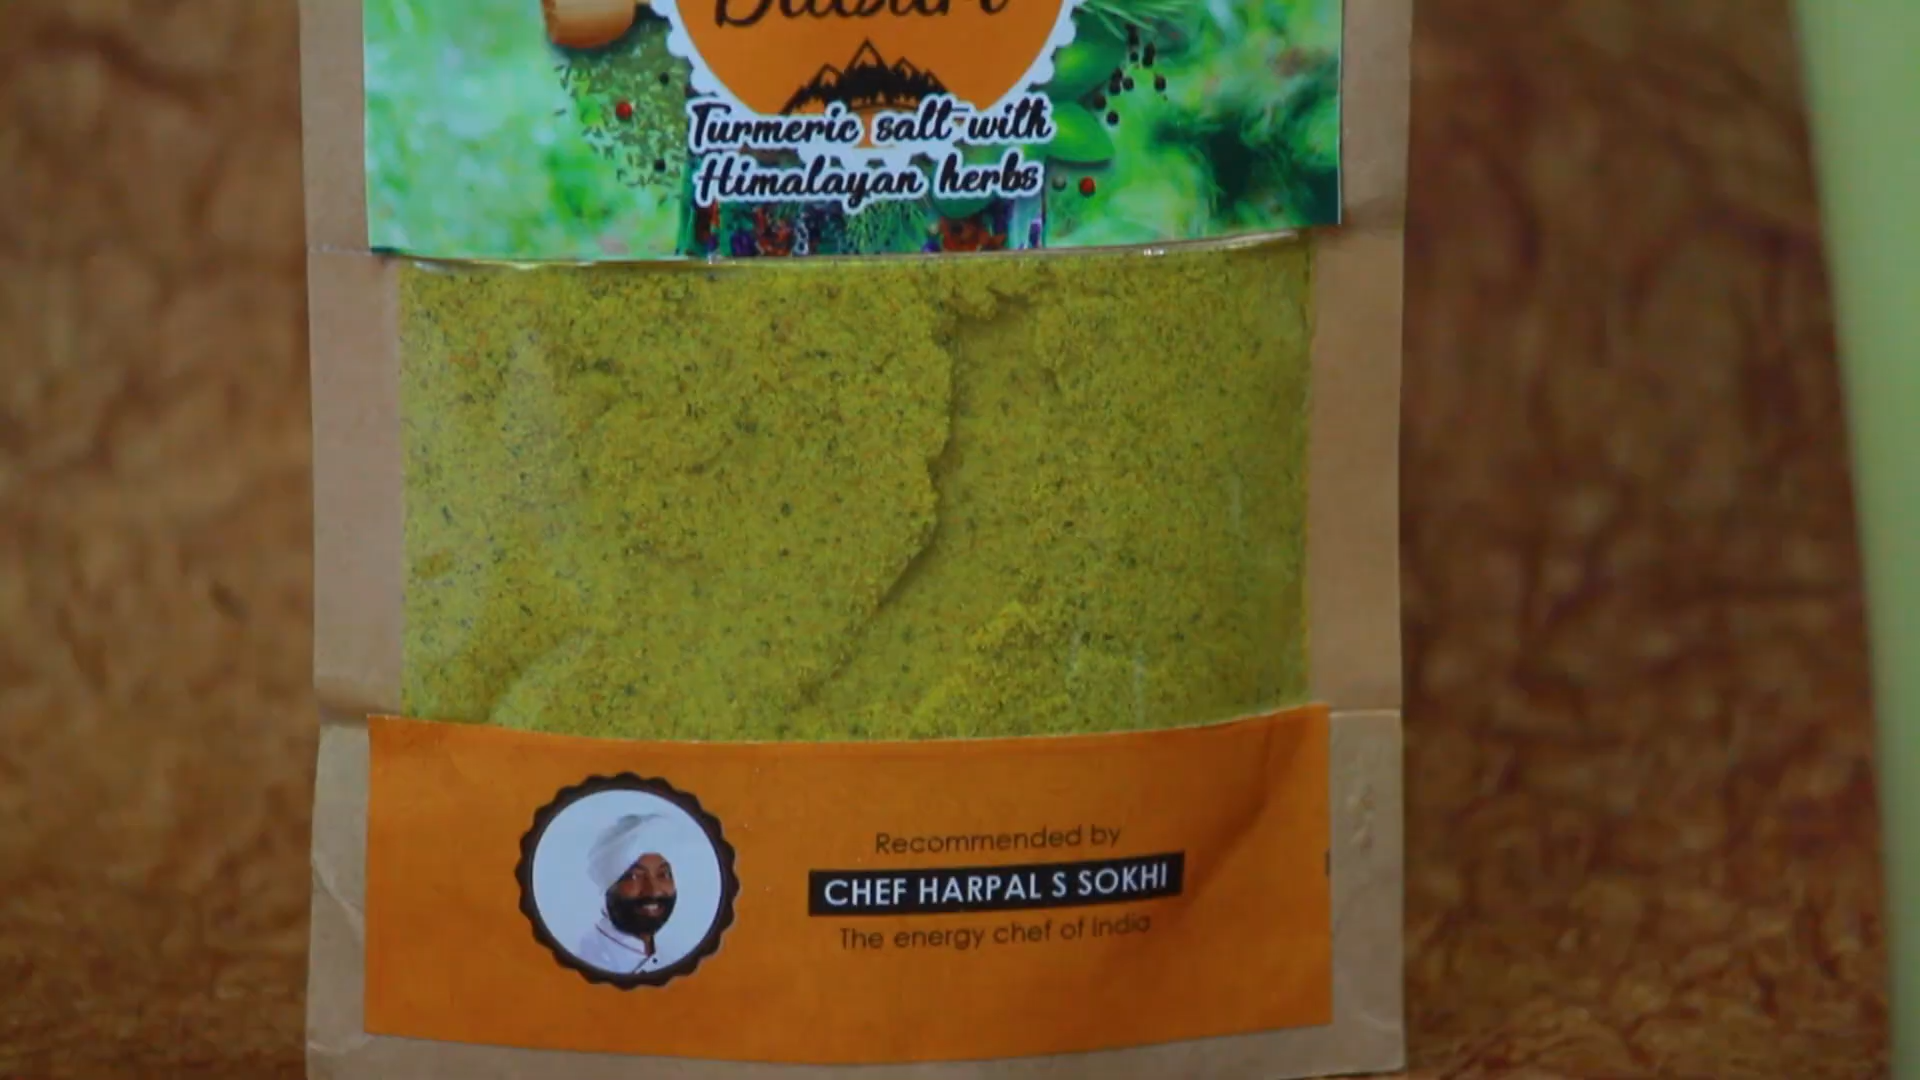 Turmeric salt with
Himalayan herbs
Recommended by
CHEF HARPAL S SOKHI
The energy chef of India